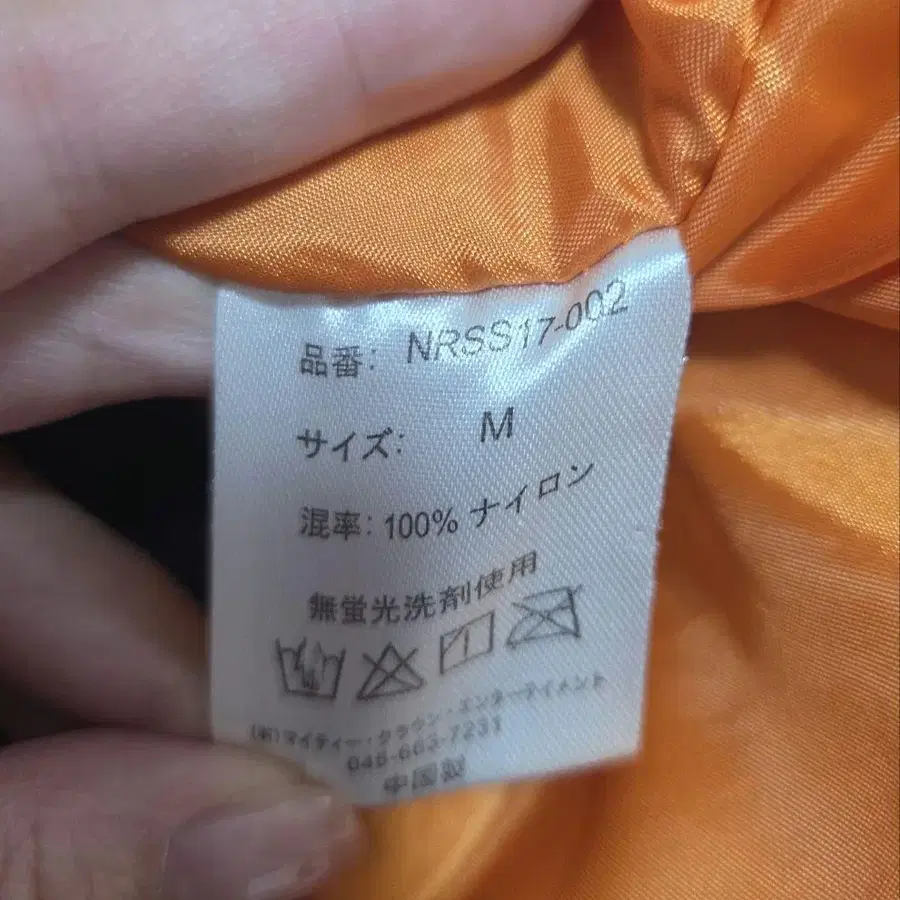 品番: NRSS17-002
サイズ: M
混率: 100% ナイロン
無蛍光洗剤使用
(有)マイティー・クラウン・エンターテイメント
045-663-7231
中国製